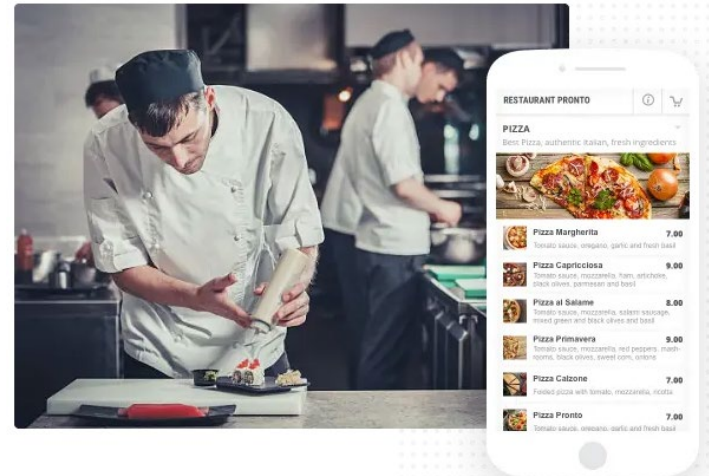 RESTAURANT PRONTO
PIZZA
Best Pizza, authentic Italian, fresh ingredients
Pizza Margherita 7.00
Tomato sauce, oregano, garlic and fresh basil
Pizza Capricciosa 9.00
Tomato sauce, mozzarella, ham, artichoke,
black olives, parmesan and basil
Pizza al Salame 8.00
Tomato sauce, mozzarella, salami sausage,
mixed green and black olives and basil
Pizza Primavera 9.00
Tomato sauce, mozzarella, red peppers, mash-
rooms, black olives, sweet corn, onions
Pizza Calzone 7.00
Folded pizza with tomato, mozzarella, ricotta
Pizza Pronto 7.00
Tomato sauce, oregano, garlic and fresh basil